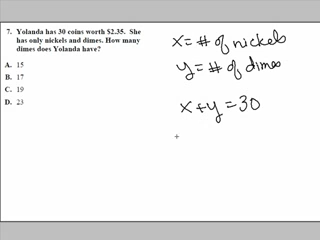 7. Yolanda has 30 coins worth $2.35. She
has only nickels and dimes. How many
dimes does Yolanda have?
A. 15
B. 17
C. 19
D. 23
x = # of nickels
y = # of dimes
x + y = 30
+